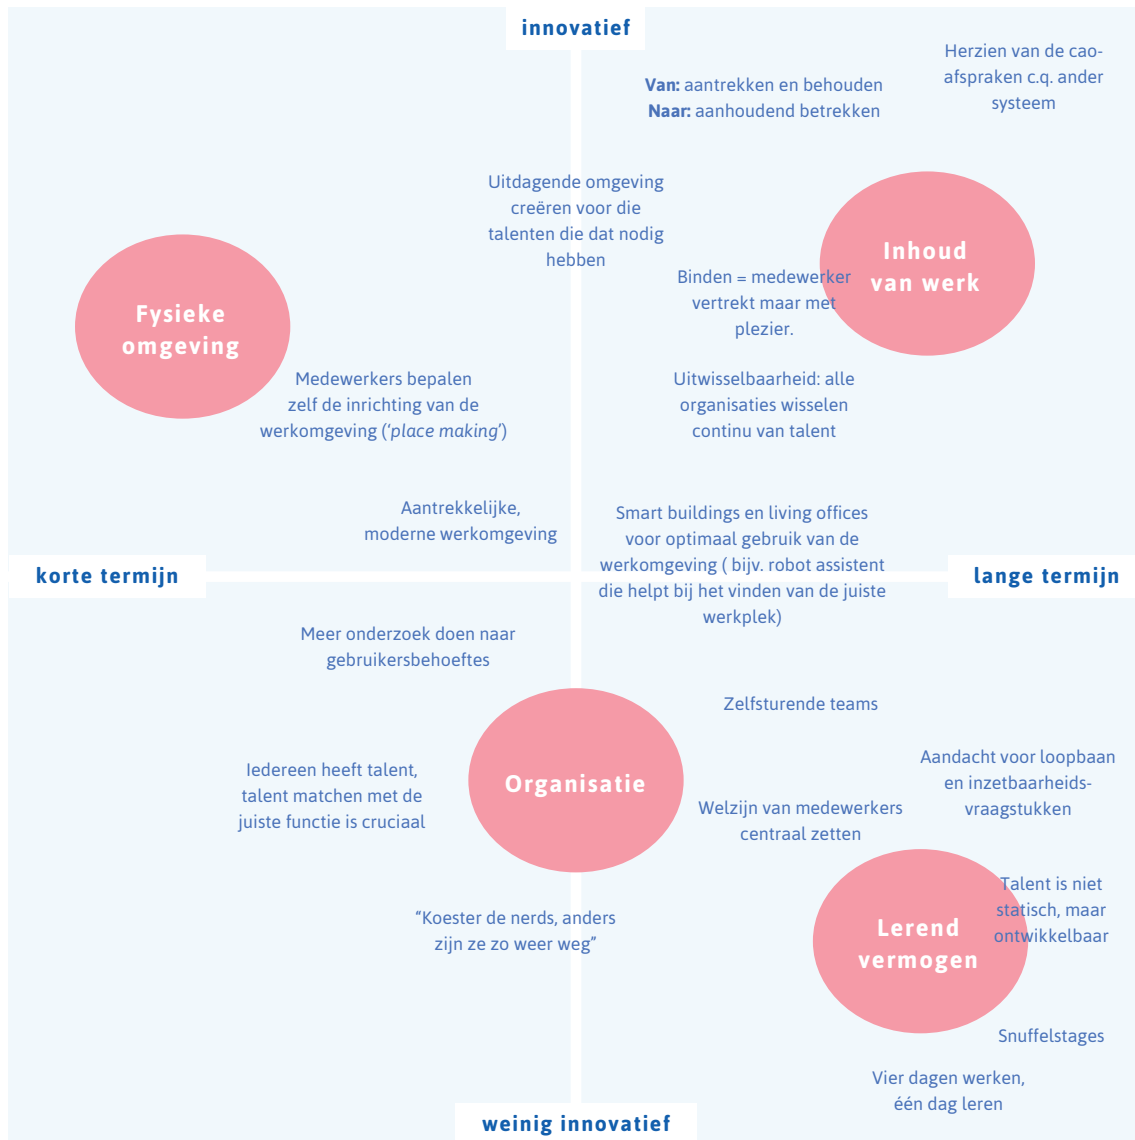 innovatief
Herzien van de cao-
afspraken c.q. ander
systeem
Van: aantrekken en behouden
Naar: aanhoudend betrekken
Uitdagende omgeving
creëren voor die
talenten die dat nodig
hebben
Inhoud
van werk
Binden = medewerker
vertrekt maar met
plezier.
Fysieke
omgeving
Medewerkers bepalen
zelf de inrichting van de
werkomgeving (‘place making’)
Uitwisselbaarheid: alle
organisaties wisselen
continu van talent
Aantrekkelijke,
moderne werkomgeving
Smart buildings en living offices
voor optimaal gebruik van de
werkomgeving ( bijv. robot assistent
die helpt bij het vinden van de juiste
werkplek)
korte termijn
lange termijn
Meer onderzoek doen naar
gebruikersbehoeftes
Zelfsturende teams
Organisatie
Iedereen heeft talent,
talent matchen met de
juiste functie is cruciaal
Aandacht voor loopbaan
en inzetbaarheids-
vraagstukken
Welzijn van medewerkers
centraal zetten
Talent is niet
statisch, maar
ontwikkelbaar
Lerend
vermogen
“Koester de nerds, anders
zijn ze zo weer weg”
Snuffelstages
Vier dagen werken,
één dag leren
weinig innovatief